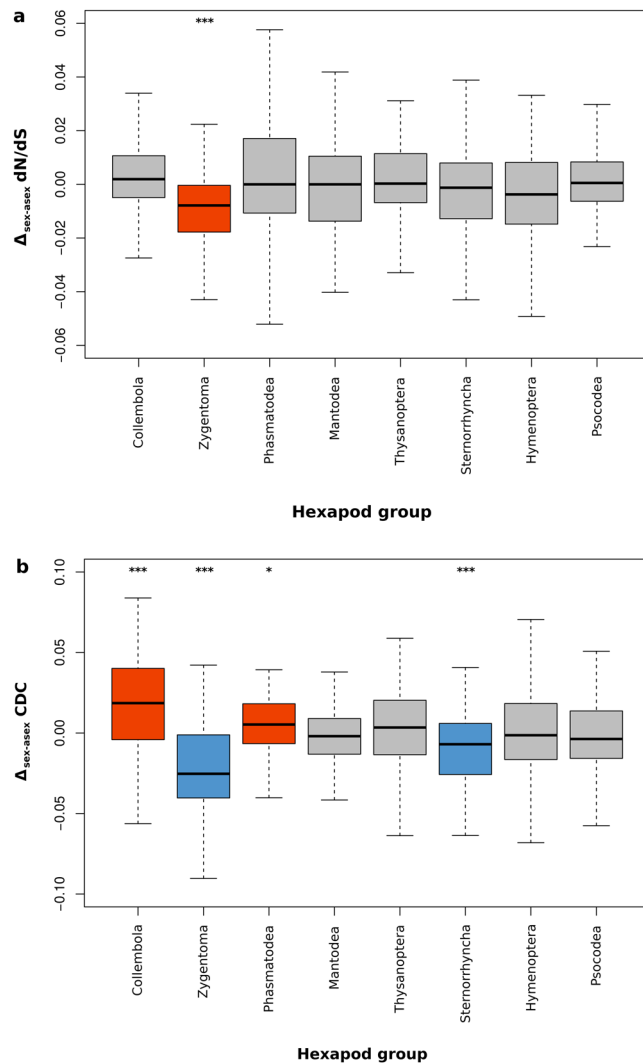 a
***
0.06
0.04
0.02
0.00
−0.02
−0.04
−0.06
Δsex-asex dN/dS
Collembola
Zygentoma
Phasmatodea
Mantodea
Thysanoptera
Sternorrhyncha
Hymenoptera
Psocodea
Hexapod group
b
*** *** * ***
0.10
0.05
0.00
−0.05
−0.10
Δsex-asex CDC
Collembola
Zygentoma
Phasmatodea
Mantodea
Thysanoptera
Sternorrhyncha
Hymenoptera
Psocodea
Hexapod group